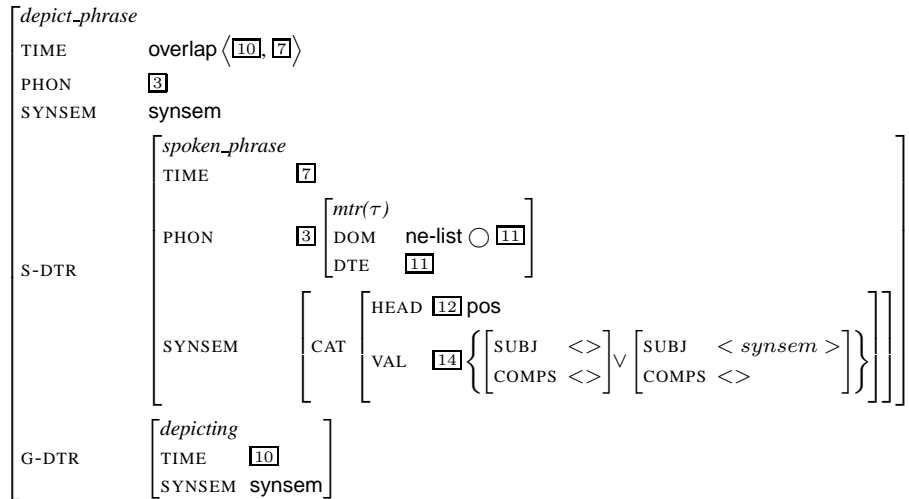 depict_phrase
TIME overlap ⟨10, 7⟩
PHON 3
SYNSEM synsem
spoken_phrase
TIME 7
mtr(τ)
PHON 3 DOM ne-list ◯ 11
DTE 11
S-DTR
HEAD 12 pos
SYNSEM CAT VAL 14 { [SUBJ <> ∨ [SUBJ < synsem >
COMPS <>] COMPS <>] }
G-DTR depicting
TIME 10
SYNSEM synsem